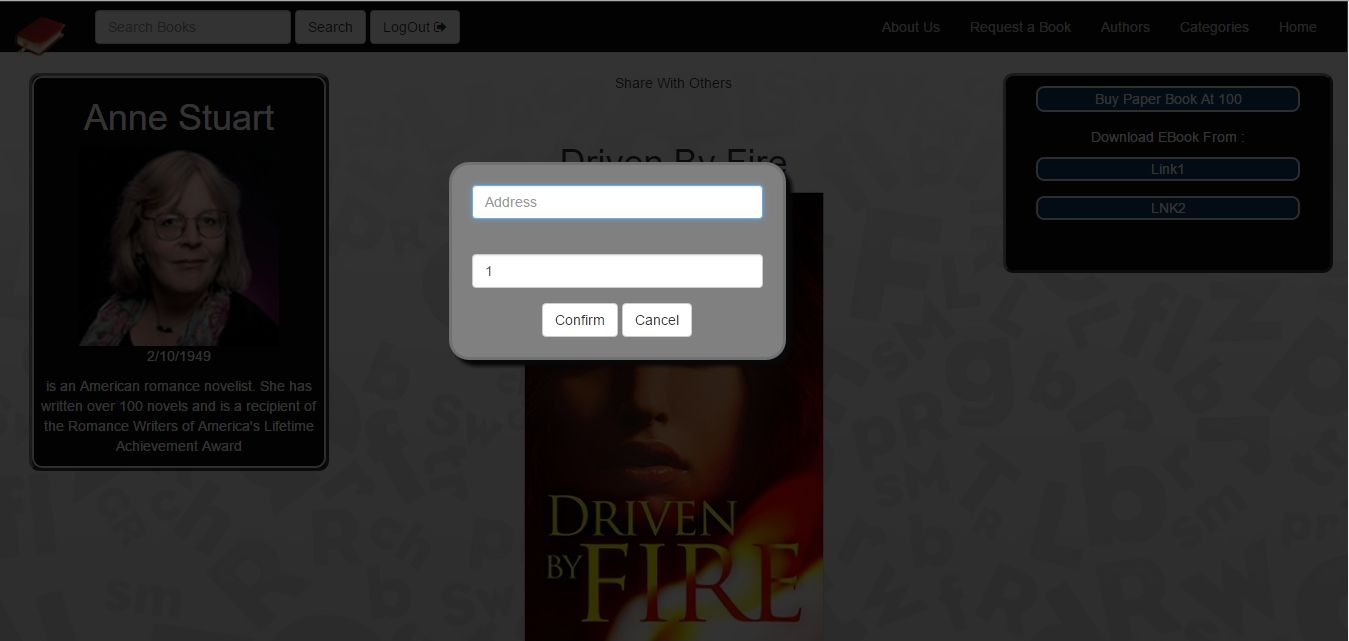 Search Books
Search
LogOut
About Us
Request a Book
Authors
Categories
Home
Anne Stuart
2/10/1949
is an American romance novelist. She has
written over 100 novels and is a recipient of
the Romance Writers of America's Lifetime
Achievement Award
Share With Others
Driven By Fire
Address
1
Confirm
Cancel
DRIVEN
BY FIRE
Buy Paper Book At 100
Download EBook From :
Link1
LNK2